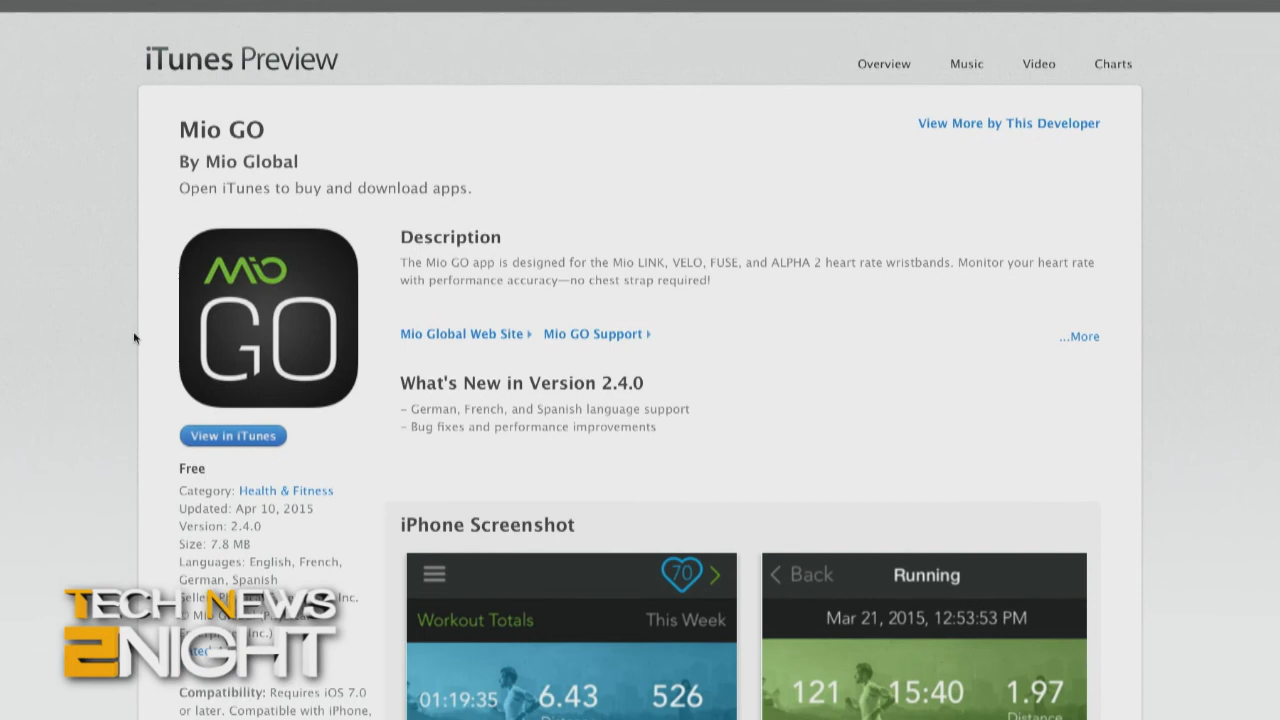 iTunes Preview
Overview Music Video Charts
Mio GO
View More by This Developer
By Mio Global
Open iTunes to buy and download apps.
MiO
GO
View in iTunes
Free
Category: Health & Fitness
Updated: Apr 10, 2015
Version: 2.4.0
Size: 7.8 MB
Languages: English, French,
German, Spanish
Inc.
Inc.)
Compatibility: Requires iOS 7.0
or later. Compatible with iPhone,
Description
The Mio GO app is designed for the Mio LINK, VELO, FUSE, and ALPHA 2 heart rate wristbands. Monitor your heart rate
with performance accuracy—no chest strap required!
Mio Global Web Site Mio GO Support
...More
What's New in Version 2.4.0
– German, French, and Spanish language support
– Bug fixes and performance improvements
iPhone Screenshot
70
Workout Totals This Week
01:19:35 6.43 526
Back Running
Mar 21, 2015, 12:53:53 PM
121 15:40 1.97
Distance
TECH NEWS
2NIGHT